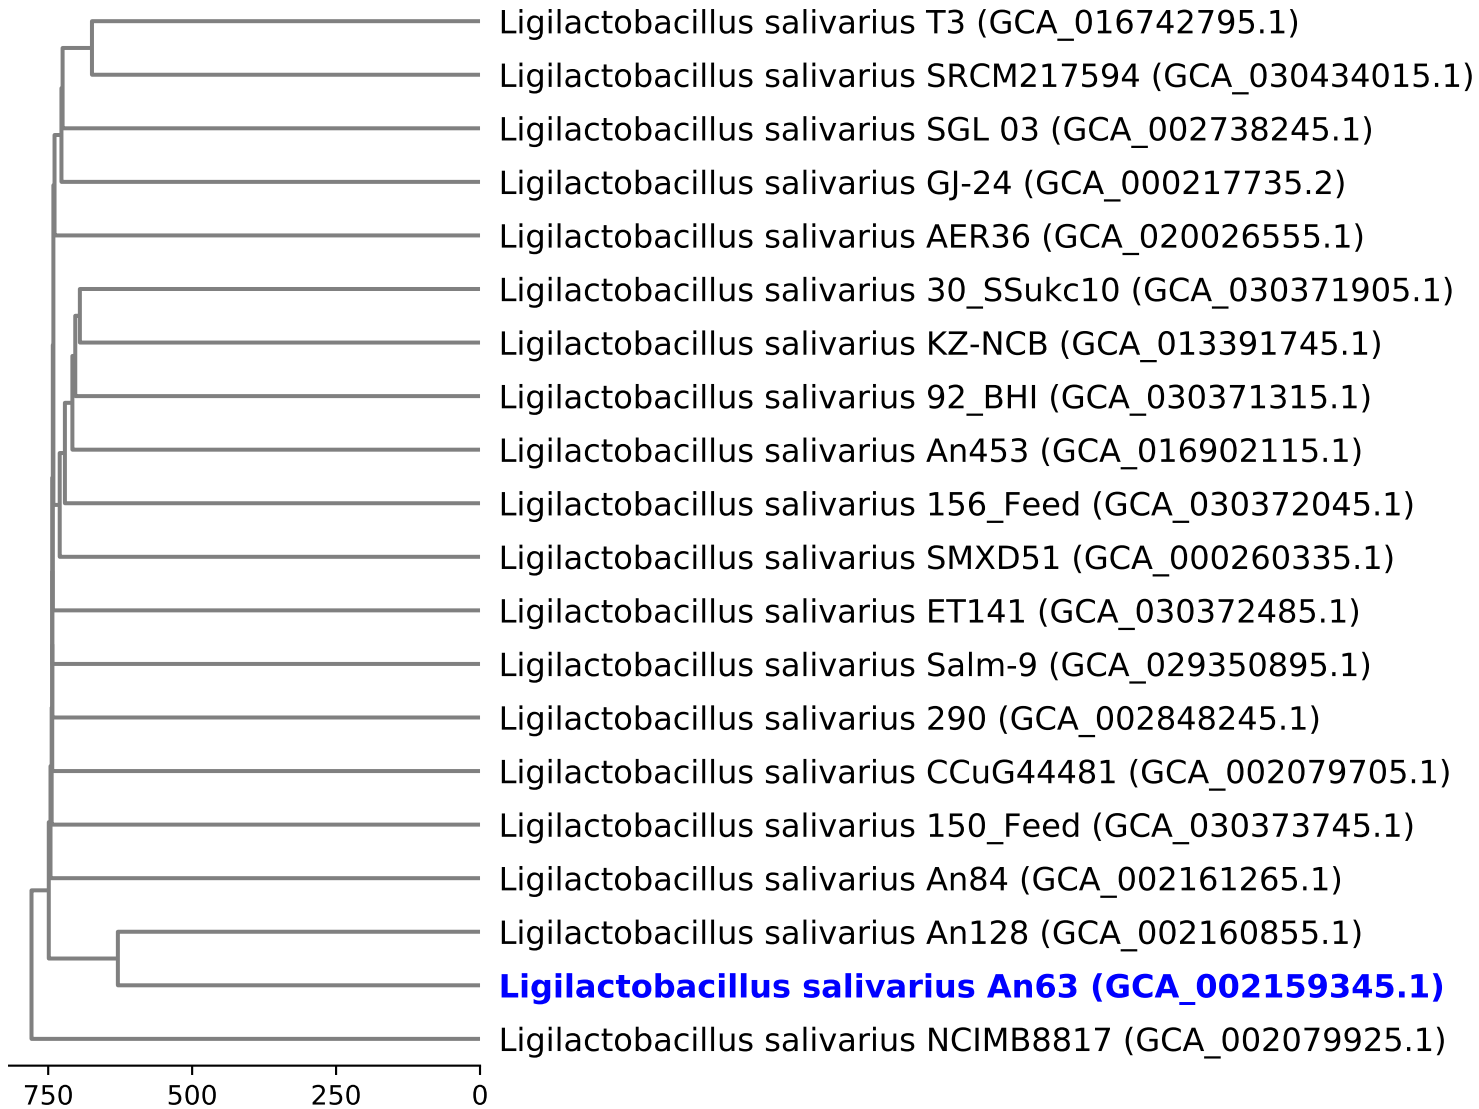 Ligilactobacillus salivarius T3 (GCA_016742795.1)
Ligilactobacillus salivarius SRCM217594 (GCA_030434015.1)
Ligilactobacillus salivarius SGL 03 (GCA_002738245.1)
Ligilactobacillus salivarius GJ-24 (GCA_000217735.2)
Ligilactobacillus salivarius AER36 (GCA_020026555.1)
Ligilactobacillus salivarius 30_SSukc10 (GCA_030371905.1)
Ligilactobacillus salivarius KZ-NCB (GCA_013391745.1)
Ligilactobacillus salivarius 92_BHI (GCA_030371315.1)
Ligilactobacillus salivarius An453 (GCA_016902115.1)
Ligilactobacillus salivarius 156_Feed (GCA_030372045.1)
Ligilactobacillus salivarius SMXD51 (GCA_000260335.1)
Ligilactobacillus salivarius ET141 (GCA_030372485.1)
Ligilactobacillus salivarius Salm-9 (GCA_029350895.1)
Ligilactobacillus salivarius 290 (GCA_002848245.1)
Ligilactobacillus salivarius CCuG44481 (GCA_002079705.1)
Ligilactobacillus salivarius 150_Feed (GCA_030373745.1)
Ligilactobacillus salivarius An84 (GCA_002161265.1)
Ligilactobacillus salivarius An128 (GCA_002160855.1)
Ligilactobacillus salivarius An63 (GCA_002159345.1)
Ligilactobacillus salivarius NCIMB8817 (GCA_002079925.1)
750 500 250 0